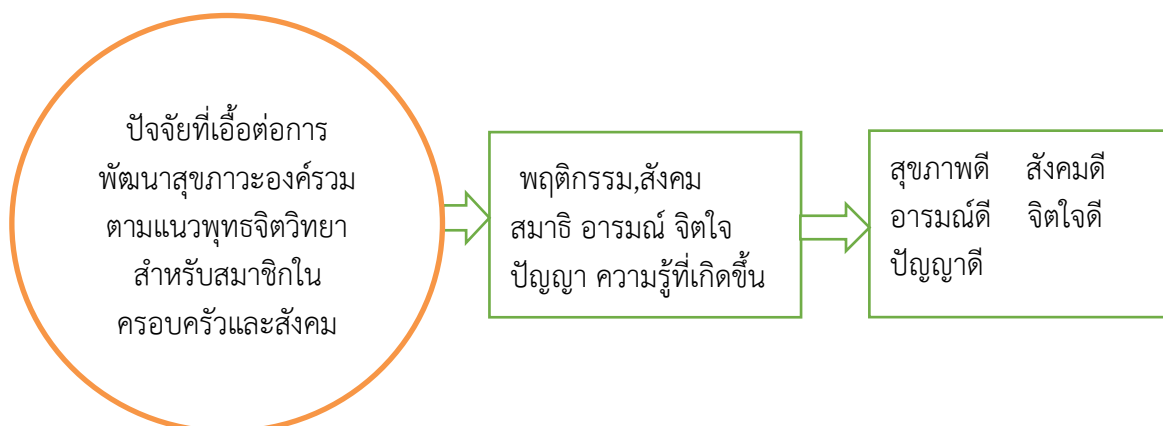 ปัจจัยที่เอื้อต่อการ
พัฒนาสุขภาวะองค์รวม
ตามแนวพุทธจิตวิทยา
สำหรับสมาชิกใน
ครอบครัวและสังคม
พฤติกรรม,สังคม
สมาธิ อารมณ์ จิตใจ
ปัญญา ความรู้ที่เกิดขึ้น
สุขภาพดี สังคมดี
อารมณ์ดี จิตใจดี
ปัญญาดี